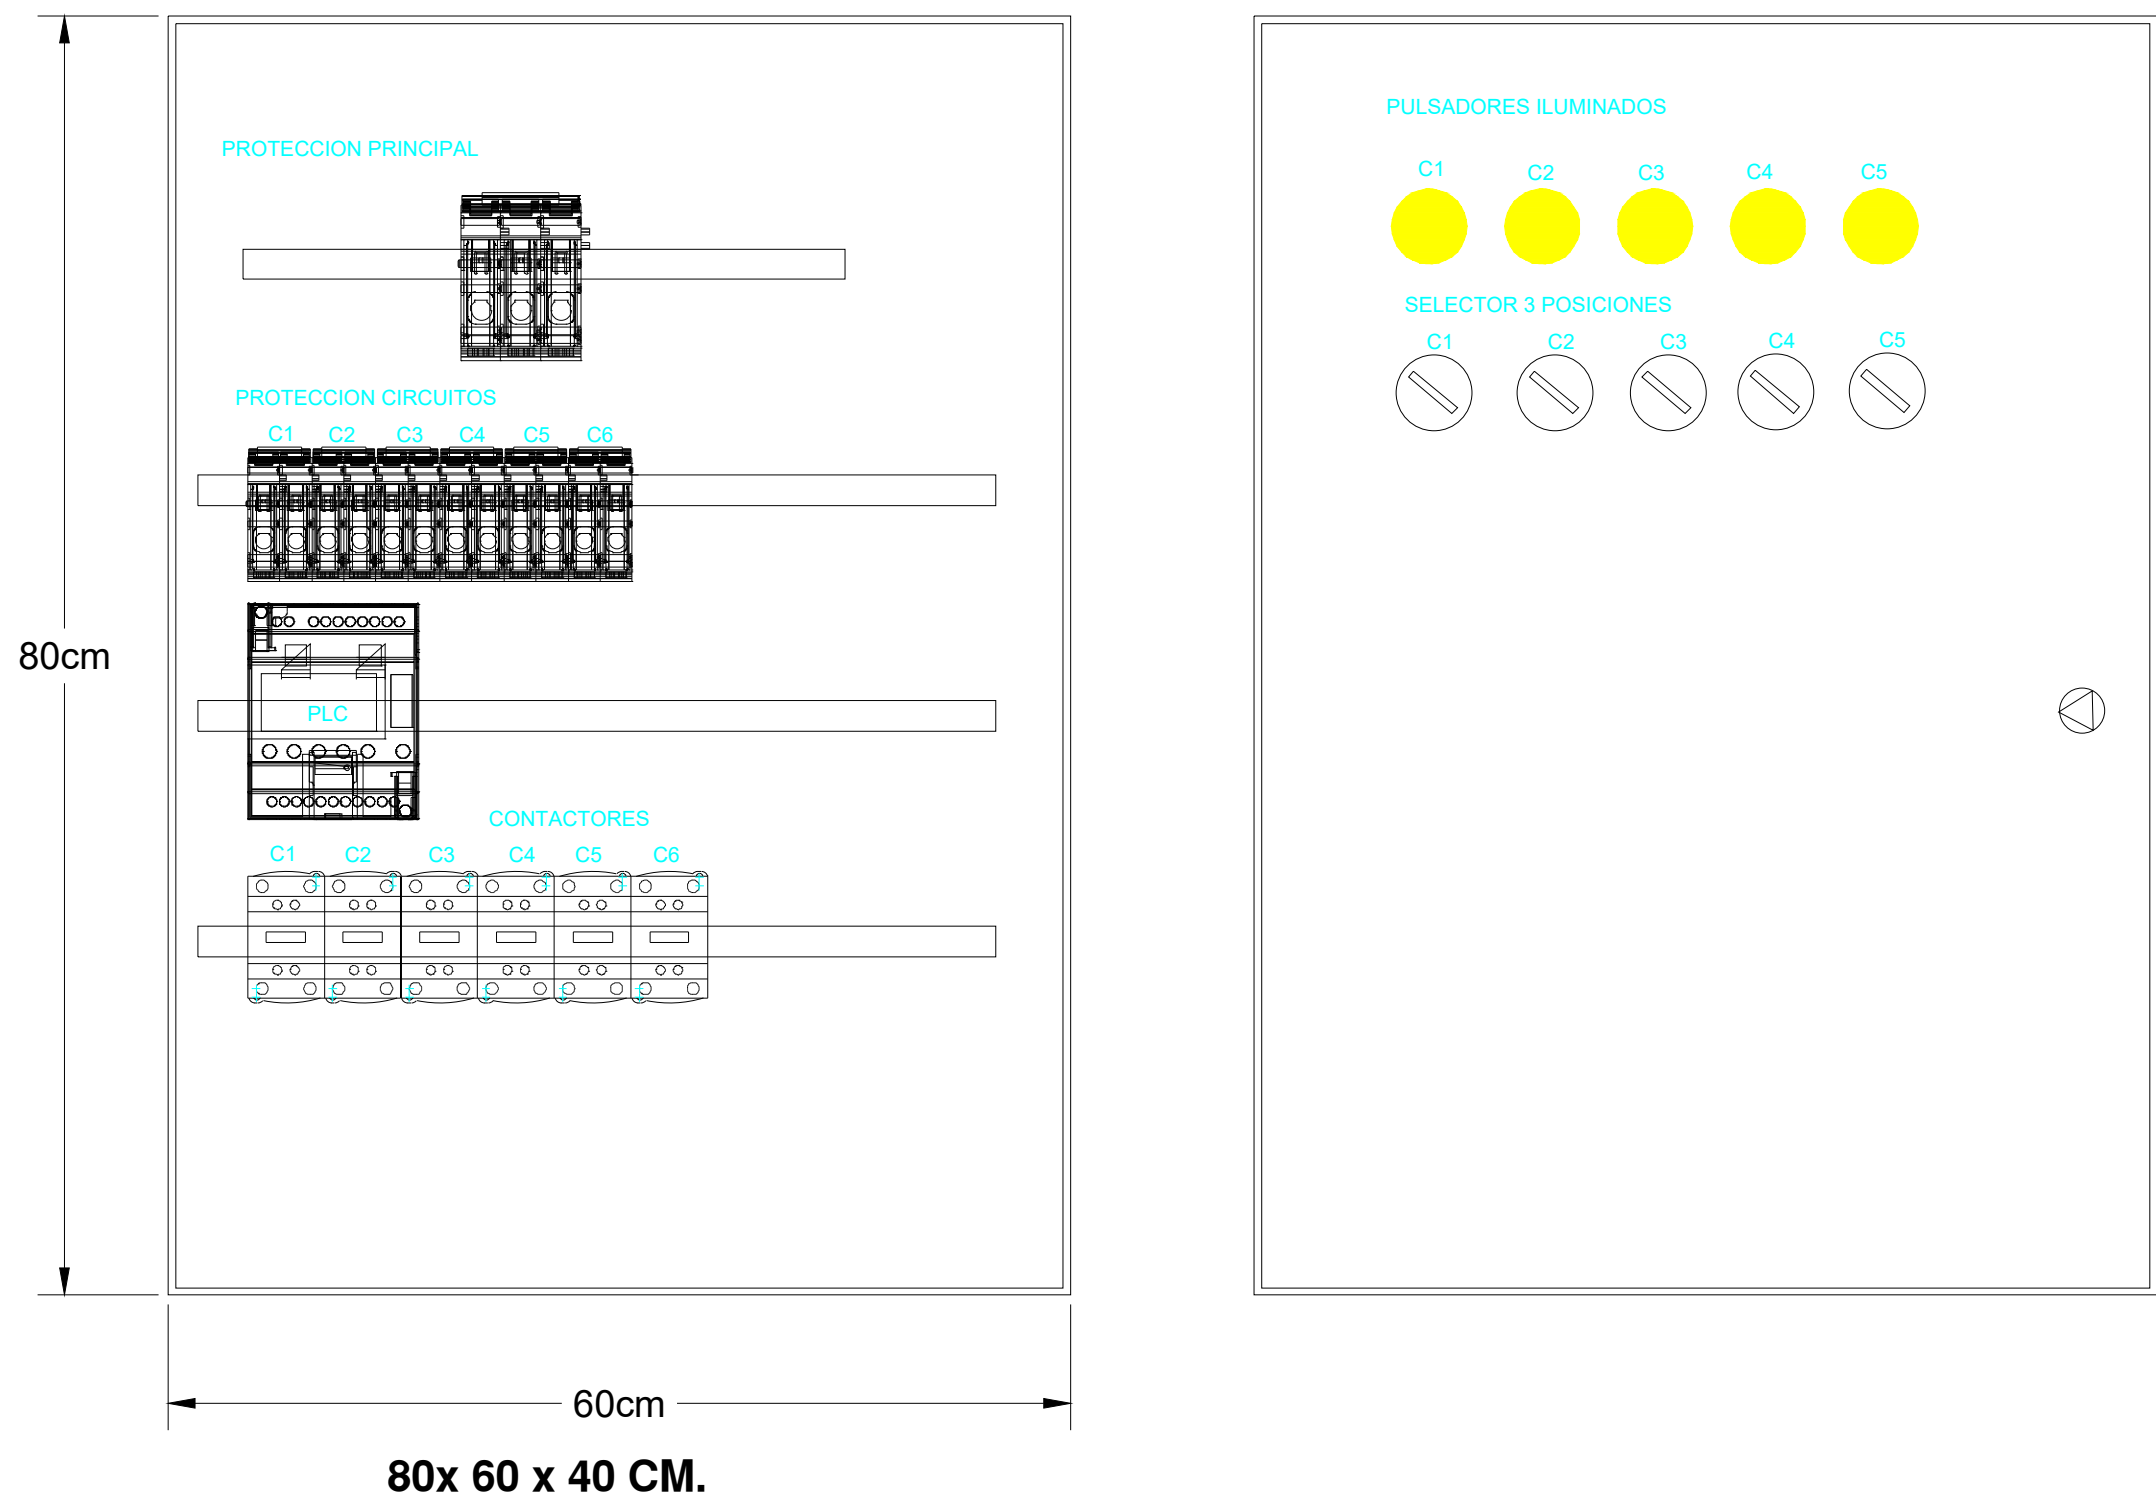 PROTECCION PRINCIPAL
PROTECCION CIRCUITOS
C1 C2 C3 C4 C5 C6
80cm
PLC
CONTACTORES
C1 C2 C3 C4 C5 C6
60cm
80x 60 x 40 CM.
PULSADORES ILUMINADOS
C1 C2 C3 C4 C5
SELECTOR 3 POSICIONES
C1 C2 C3 C4 C5